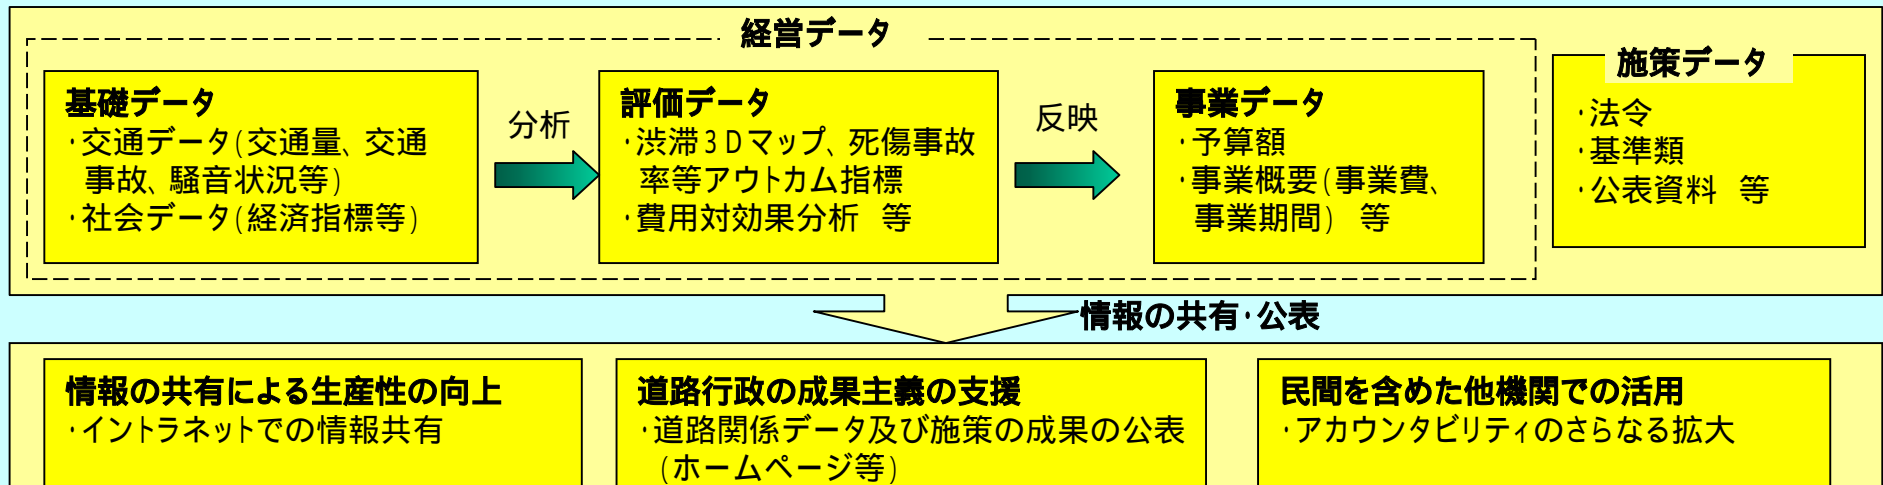 経営データ
基礎データ
・交通データ(交通量、交通
事故、騒音状況等)
・社会データ(経済指標等)
分析
評価データ
・渋滞3Dマップ、死傷事故
率等アウトカム指標
・費用対効果分析 等
反映
事業データ
・予算額
・事業概要(事業費、
事業期間) 等
施策データ
・法令
・基準類
・公表資料 等
情報の共有・公表
情報の共有による生産性の向上
・イントラネットでの情報共有
道路行政の成果主義の支援
・道路関係データ及び施策の成果の公表
(ホームページ等)
民間を含めた他機関での活用
・アカウンタビリティのさらなる拡大